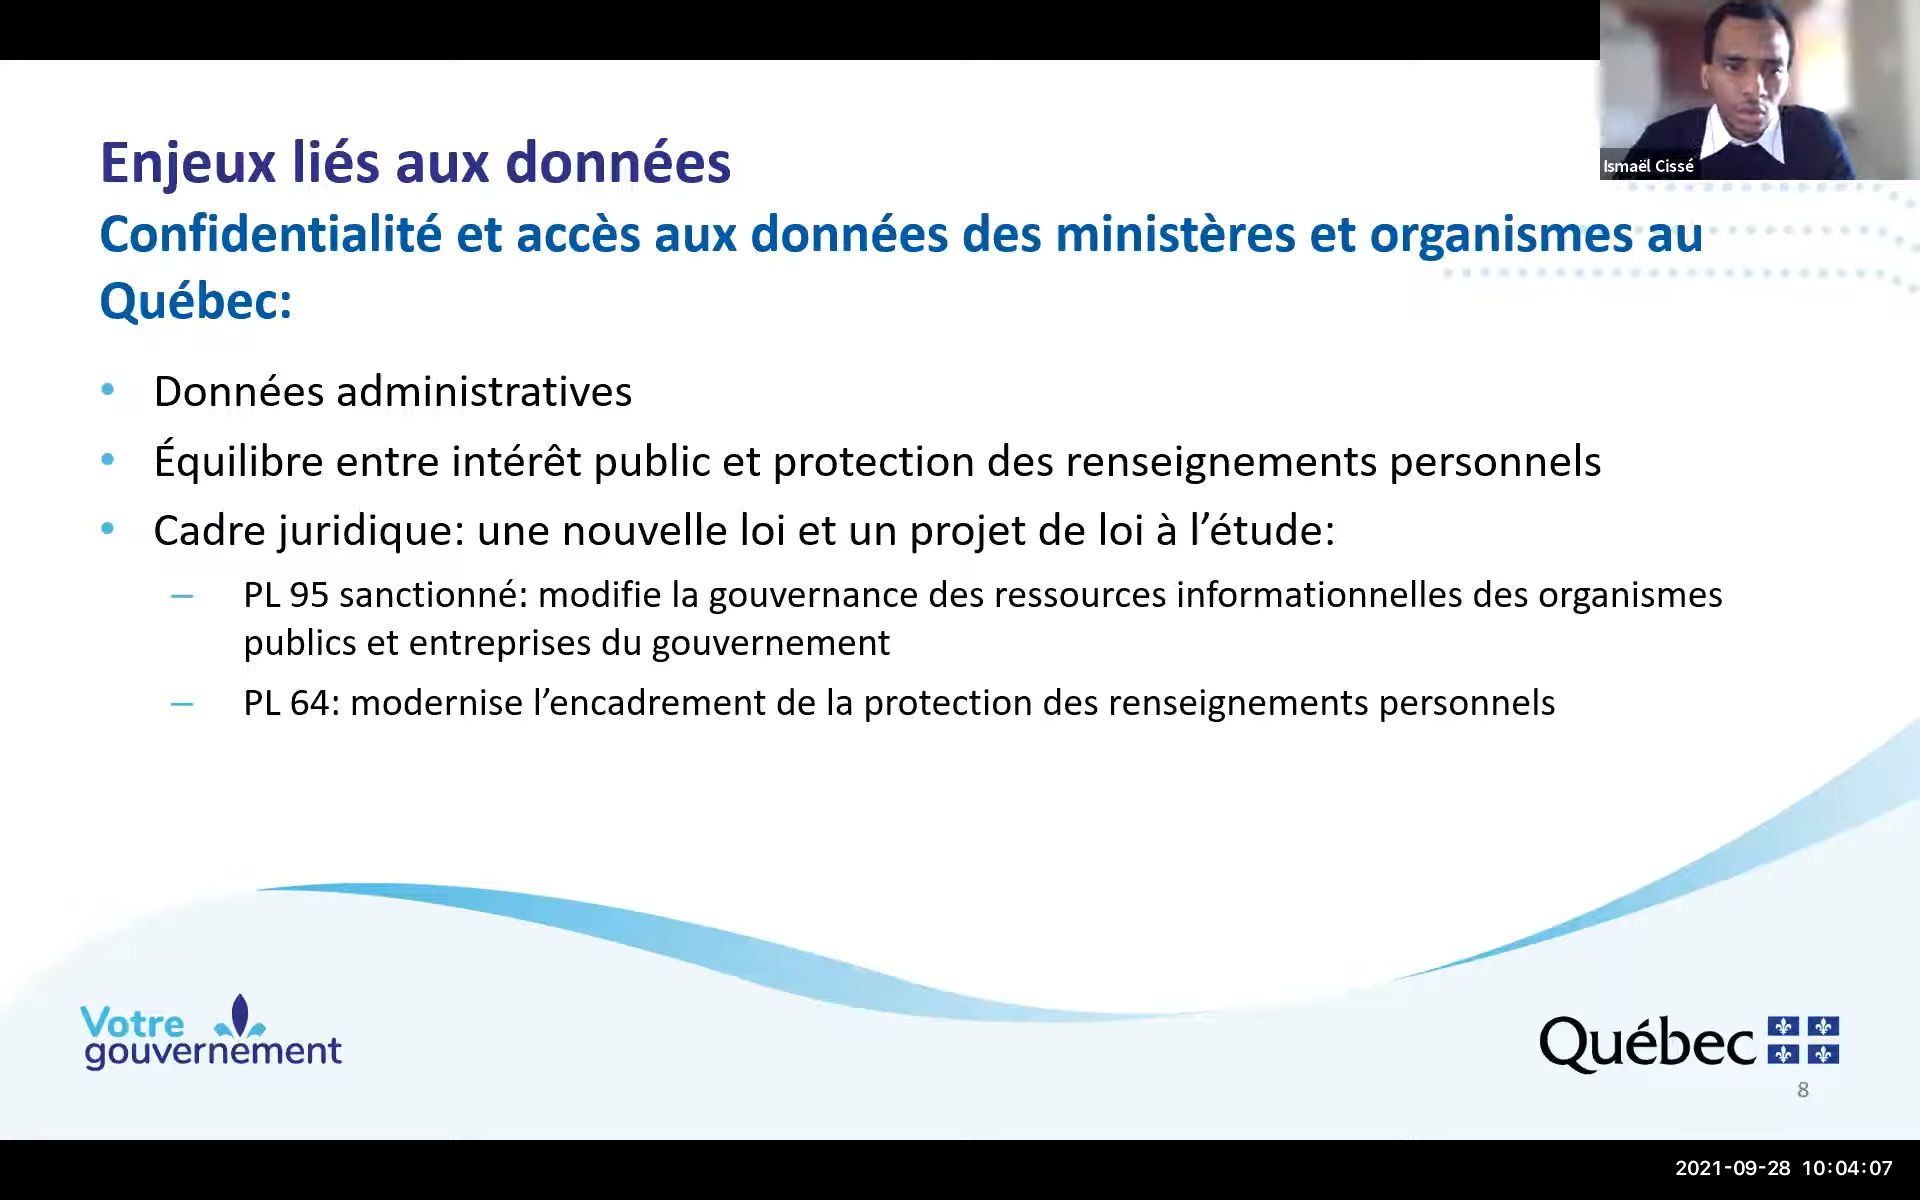 Ismaël Cissé
Enjeux liés aux données
Confidentialité et accès aux données des ministères et organismes au
Québec:
• Données administratives
• Équilibre entre intérêt public et protection des renseignements personnels
• Cadre juridique: une nouvelle loi et un projet de loi à l’étude:
– PL 95 sanctionné: modifie la gouvernance des ressources informationnelles des organismes
publics et entreprises du gouvernement
– PL 64: modernise l’encadrement de la protection des renseignements personnels
Votre
gouvernement
Québec
8
2021-09-28 10:04:07